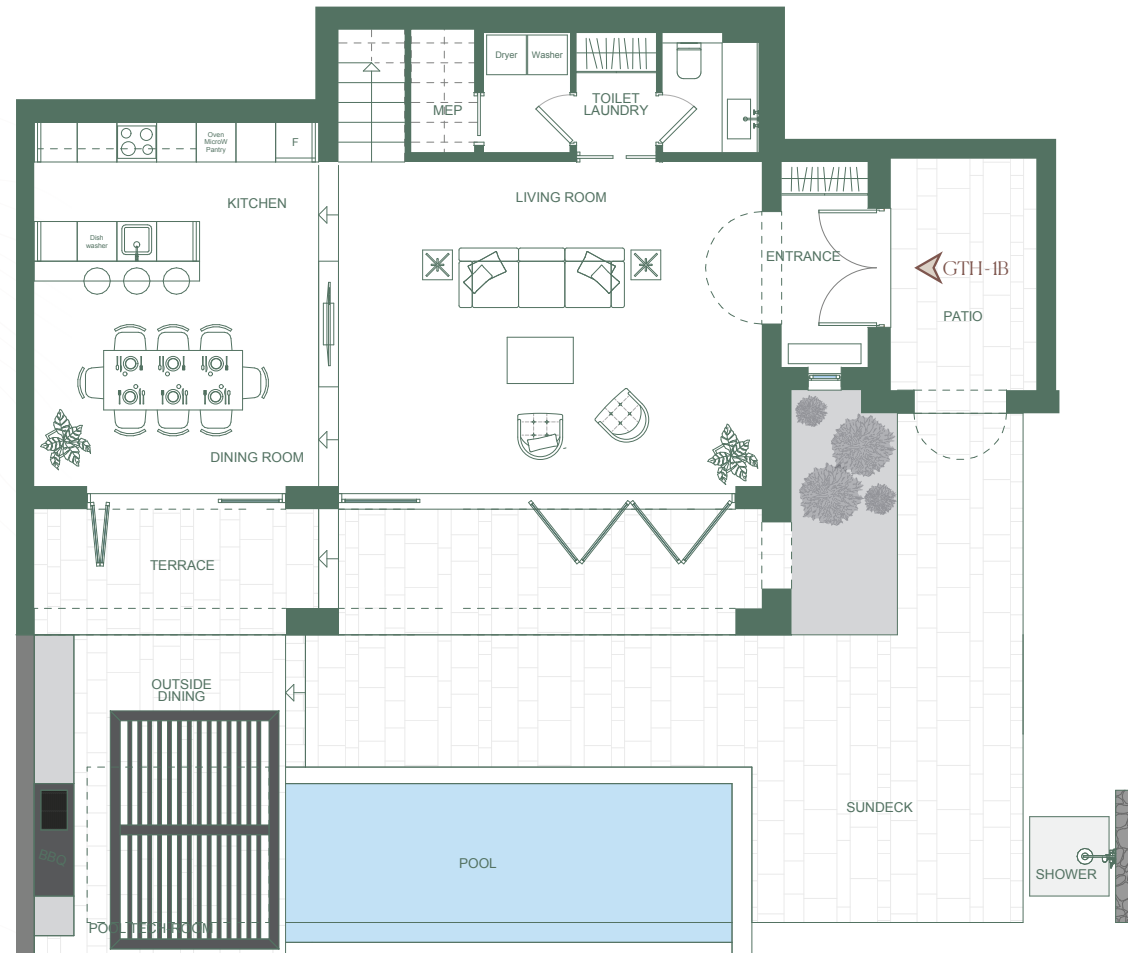 Dryer
Washer
TOILET
LAUNDRY
MEP
Oven
MicroW
Pantry
F
KITCHEN
LIVING ROOM
Dish
washer
ENTRANCE
GTH-1B
PATIO
DINING ROOM
TERRACE
OUTSIDE
DINING
SUNDECK
BBQ
POOL
SHOWER
POOL TECH ROOM